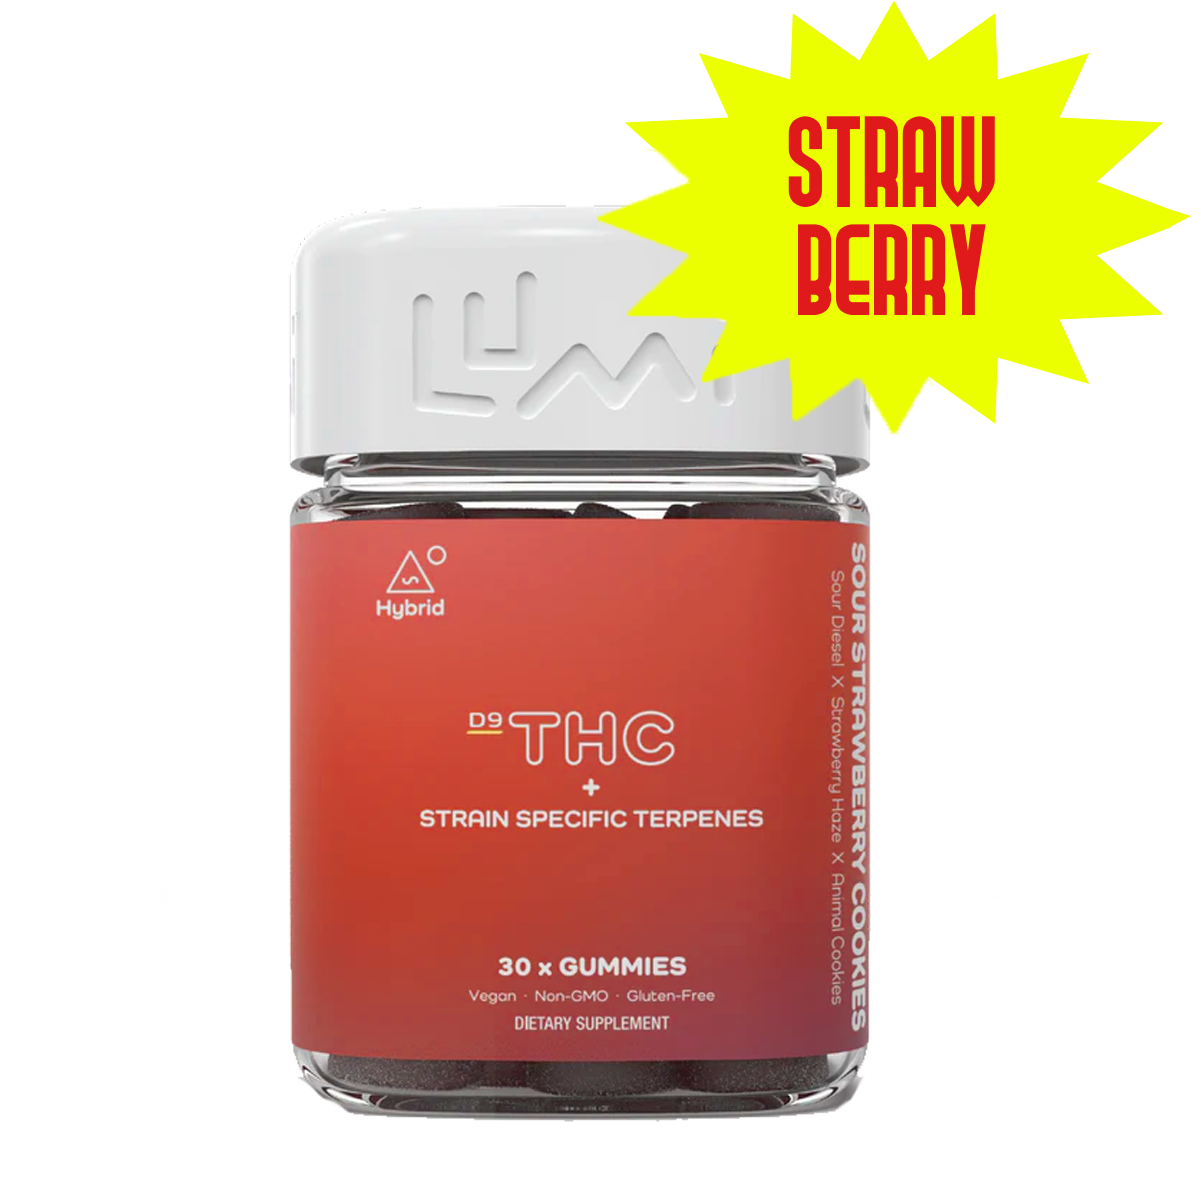 STRAW
BERRY
LUMI
Hybrid
D9 THC
+
STRAIN SPECIFIC TERPENES
30 x GUMMIES
Vegan · Non-GMO · Gluten-Free
DIETARY SUPPLEMENT
SOUR STRAWBERRY COOKIES
Sour Diesel X Strawberry Haze X Animal Cookies